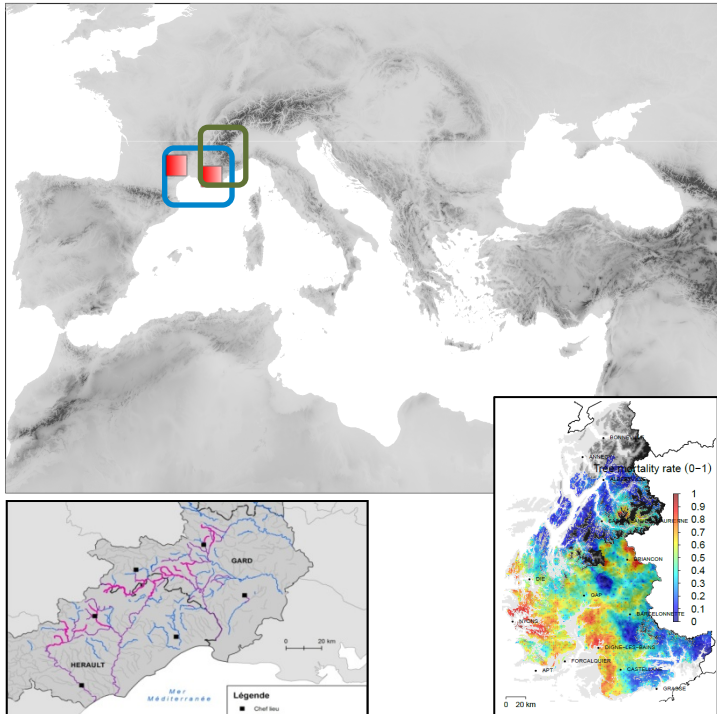 GARD
HERAULT
0 20 km
Mer
Méditerranée
Légende
Chef lieu
BONNE
ANNECY
Tree mortality rate (0−1)
1
0.9
0.8
0.7
0.6
0.5
0.4
0.3
0.2
0.1
0
BRIANCON
DIE
GAP
BARCELONNETTE
NYONS
DIGNE-LES-BAINS
FORCALQUIER
APT
CASTELLANE
GRASSE
0 20 km